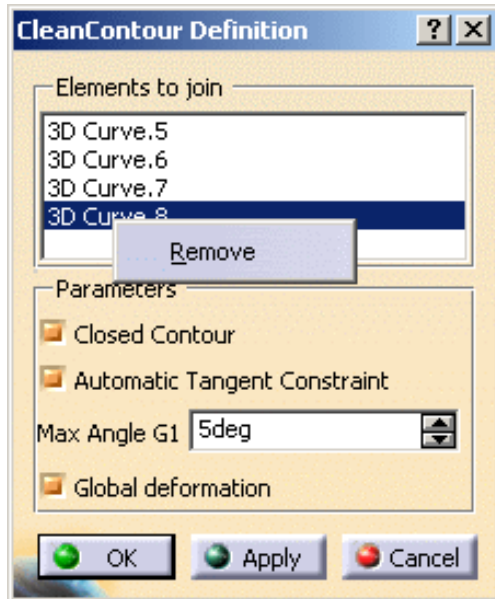 CleanContour Definition
Elements to join
3D Curve.5
3D Curve.6
3D Curve.7
3D Curve.8
Remove
Parameters
Closed Contour
Automatic Tangent Constraint
Max Angle G1 5deg
Global deformation
OK Apply Cancel